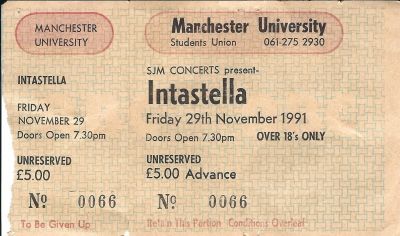 MANCHESTER
UNIVERSITY
INTASTELLA
FRIDAY
NOVEMBER 29
Doors Open 7.30pm
UNRESERVED
£5.00
No 0066
To Be Given Up
Manchester University
Students Union 061-275 2930
SJM CONCERTS present-
Intastella
Friday 29th November 1991
Doors Open 7.30pm OVER 18's ONLY
UNRESERVED
£5.00 Advance
No 0066
Retain This Portion Conditions Overleaf